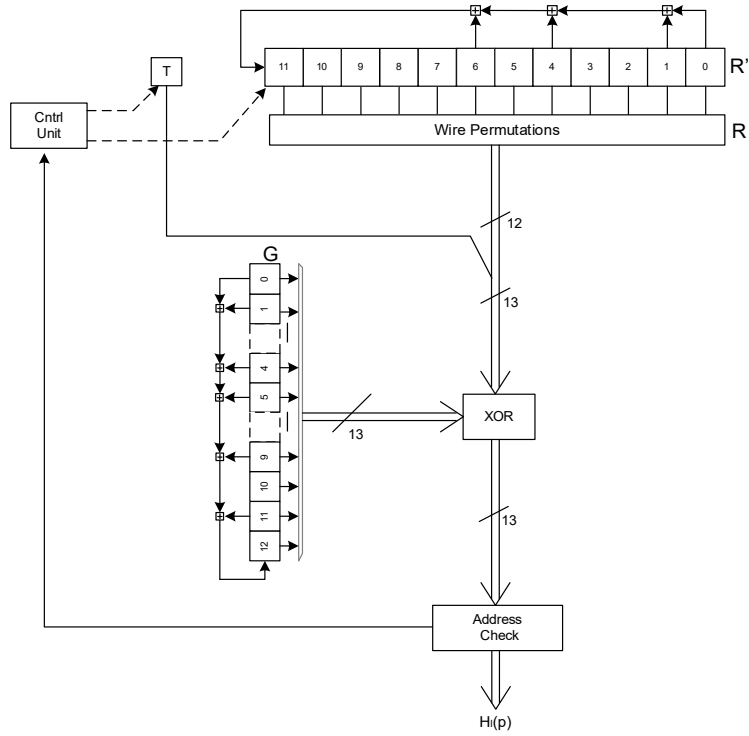 11 10 9 8 7 6 5 4 3 2 1 0 R'
T
Cntrl
Unit
Wire Permutations R
12
G
0
1
4
5
9
10
11
12
13
13
XOR
13
Address
Check
Hl(p)